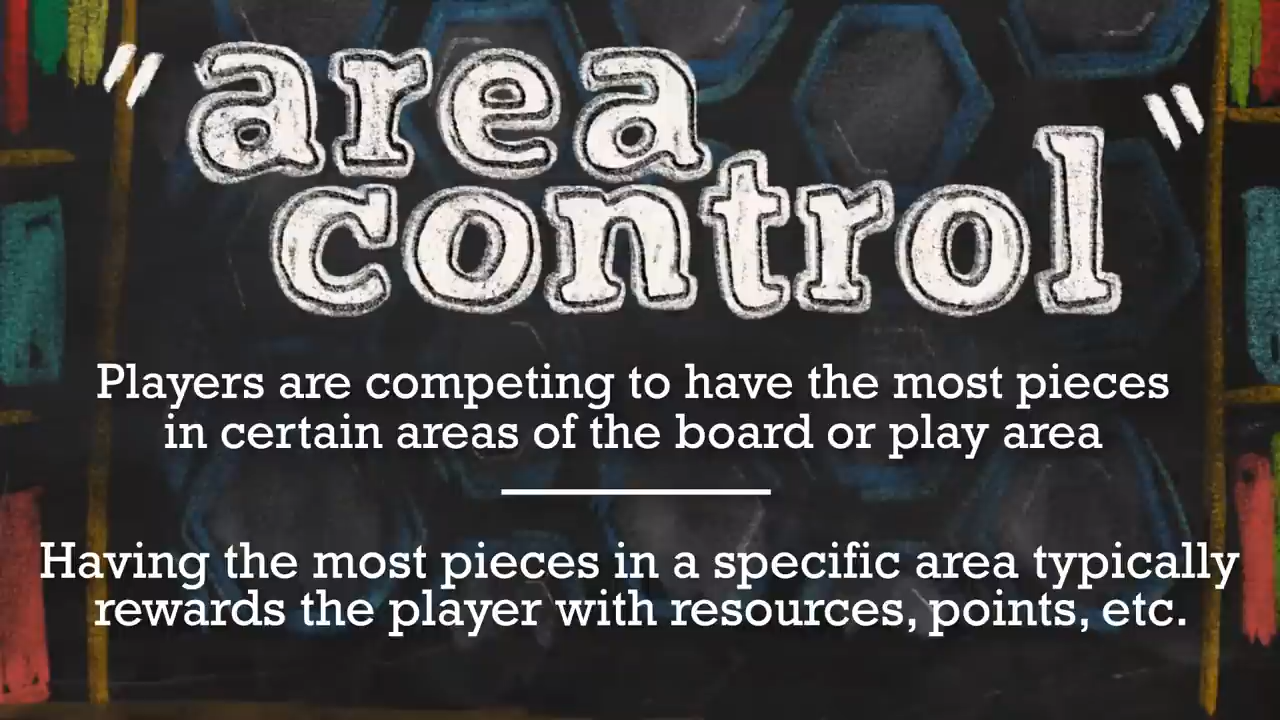 "area
control"
Players are competing to have the most pieces
in certain areas of the board or play area
Having the most pieces in a specific area typically
rewards the player with resources, points, etc.